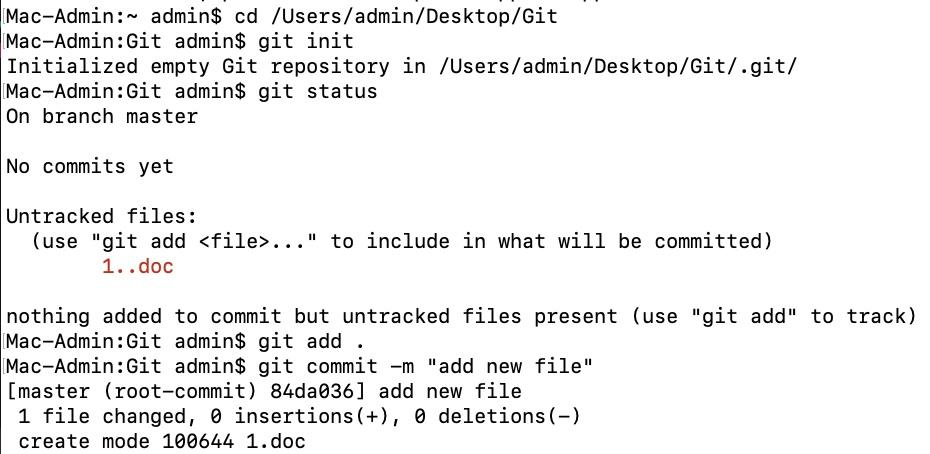 Mac-Admin:~ admin$ cd /Users/admin/Desktop/Git
Mac-Admin:Git admin$ git init
Initialized empty Git repository in /Users/admin/Desktop/Git/.git/
Mac-Admin:Git admin$ git status
On branch master
No commits yet
Untracked files:
(use "git add <file>..." to include in what will be committed)
1..doc
nothing added to commit but untracked files present (use "git add" to track)
Mac-Admin:Git admin$ git add .
Mac-Admin:Git admin$ git commit -m "add new file"
[master (root-commit) 84da036] add new file
1 file changed, 0 insertions(+), 0 deletions(-)
create mode 100644 1.doc